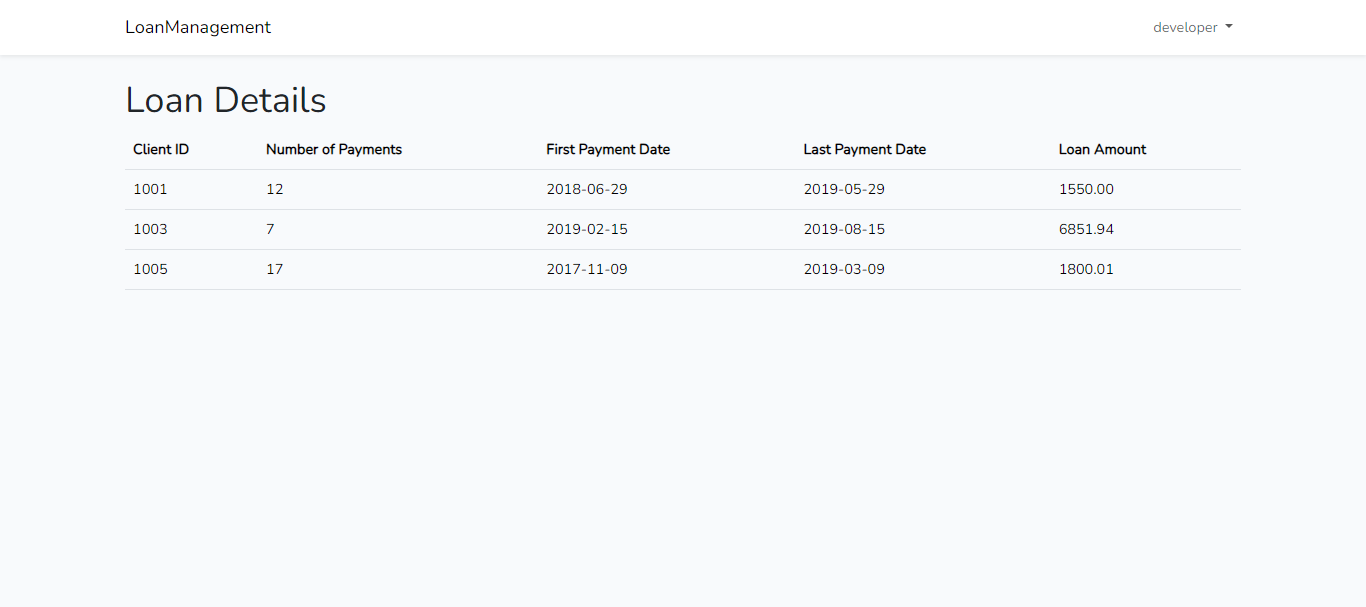 LoanManagement developer
Loan Details
Client ID Number of Payments First Payment Date Last Payment Date Loan Amount
1001 12 2018-06-29 2019-05-29 1550.00
1003 7 2019-02-15 2019-08-15 6851.94
1005 17 2017-11-09 2019-03-09 1800.01